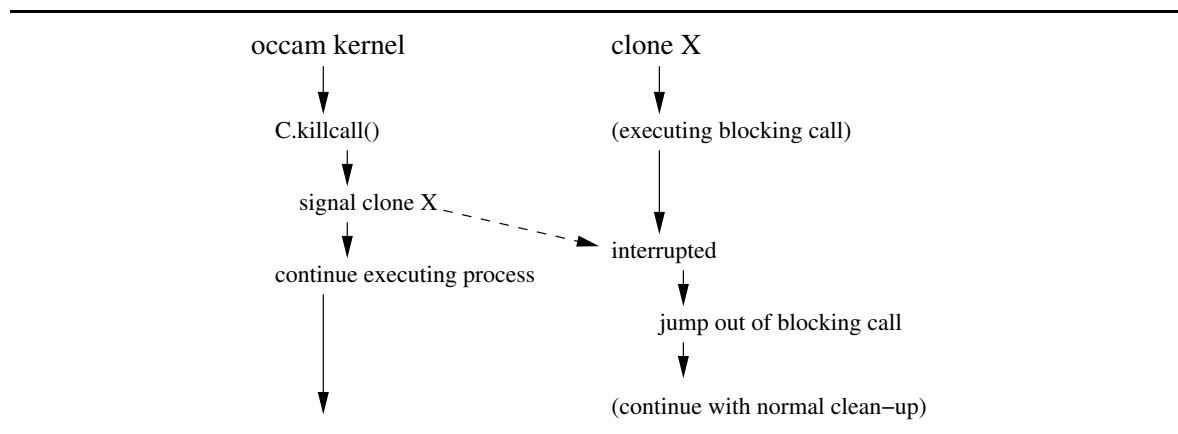 occam kernel
clone X
C.killcall()
(executing blocking call)
signal clone X
interrupted
continue executing process
jump out of blocking call
(continue with normal clean−up)